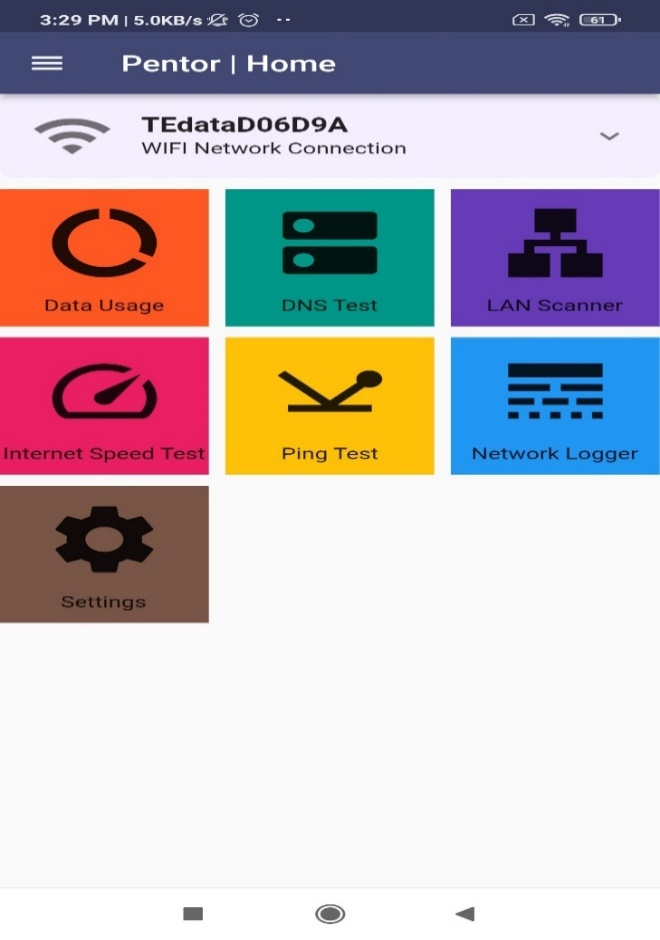 3:29 PM | 5.0KB/s
61
Pentor | Home
TEdataD06D9A
WIFI Network Connection
Data Usage
DNS Test
LAN Scanner
Internet Speed Test
Ping Test
Network Logger
Settings